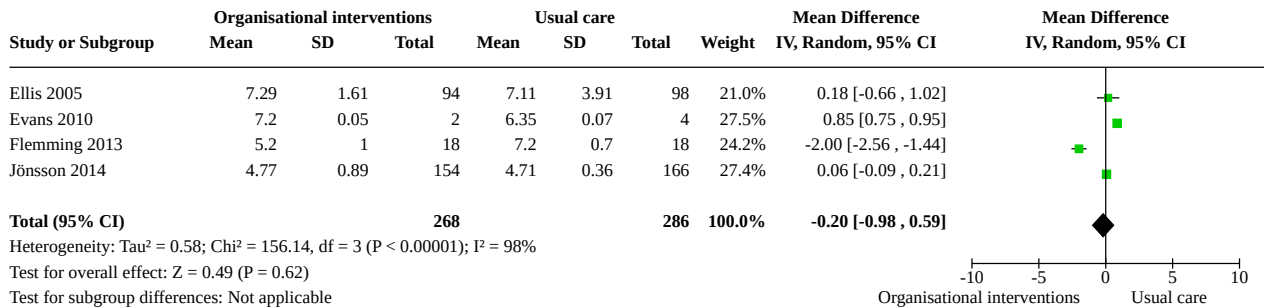 Organisational interventions Usual care Mean Difference Mean Difference
Study or Subgroup Mean SD Total Mean SD Total Weight IV, Random, 95% CI IV, Random, 95% CI
Ellis 2005 7.29 1.61 94 7.11 3.91 98 21.0% 0.18 [-0.66 , 1.02]
Evans 2010 7.2 0.05 2 6.35 0.07 4 27.5% 0.85 [0.75 , 0.95]
Flemming 2013 5.2 1 18 7.2 0.7 18 24.2% -2.00 [-2.56 , -1.44]
Jönsson 2014 4.77 0.89 154 4.71 0.36 166 27.4% 0.06 [-0.09 , 0.21]
Total (95% CI) 268 286 100.0% -0.20 [-0.98 , 0.59]
Heterogeneity: Tau² = 0.58; Chi² = 156.14, df = 3 (P < 0.00001); I² = 98%
Test for overall effect: Z = 0.49 (P = 0.62) -10 -5 0 5 10
Test for subgroup differences: Not applicable Organisational interventions Usual care